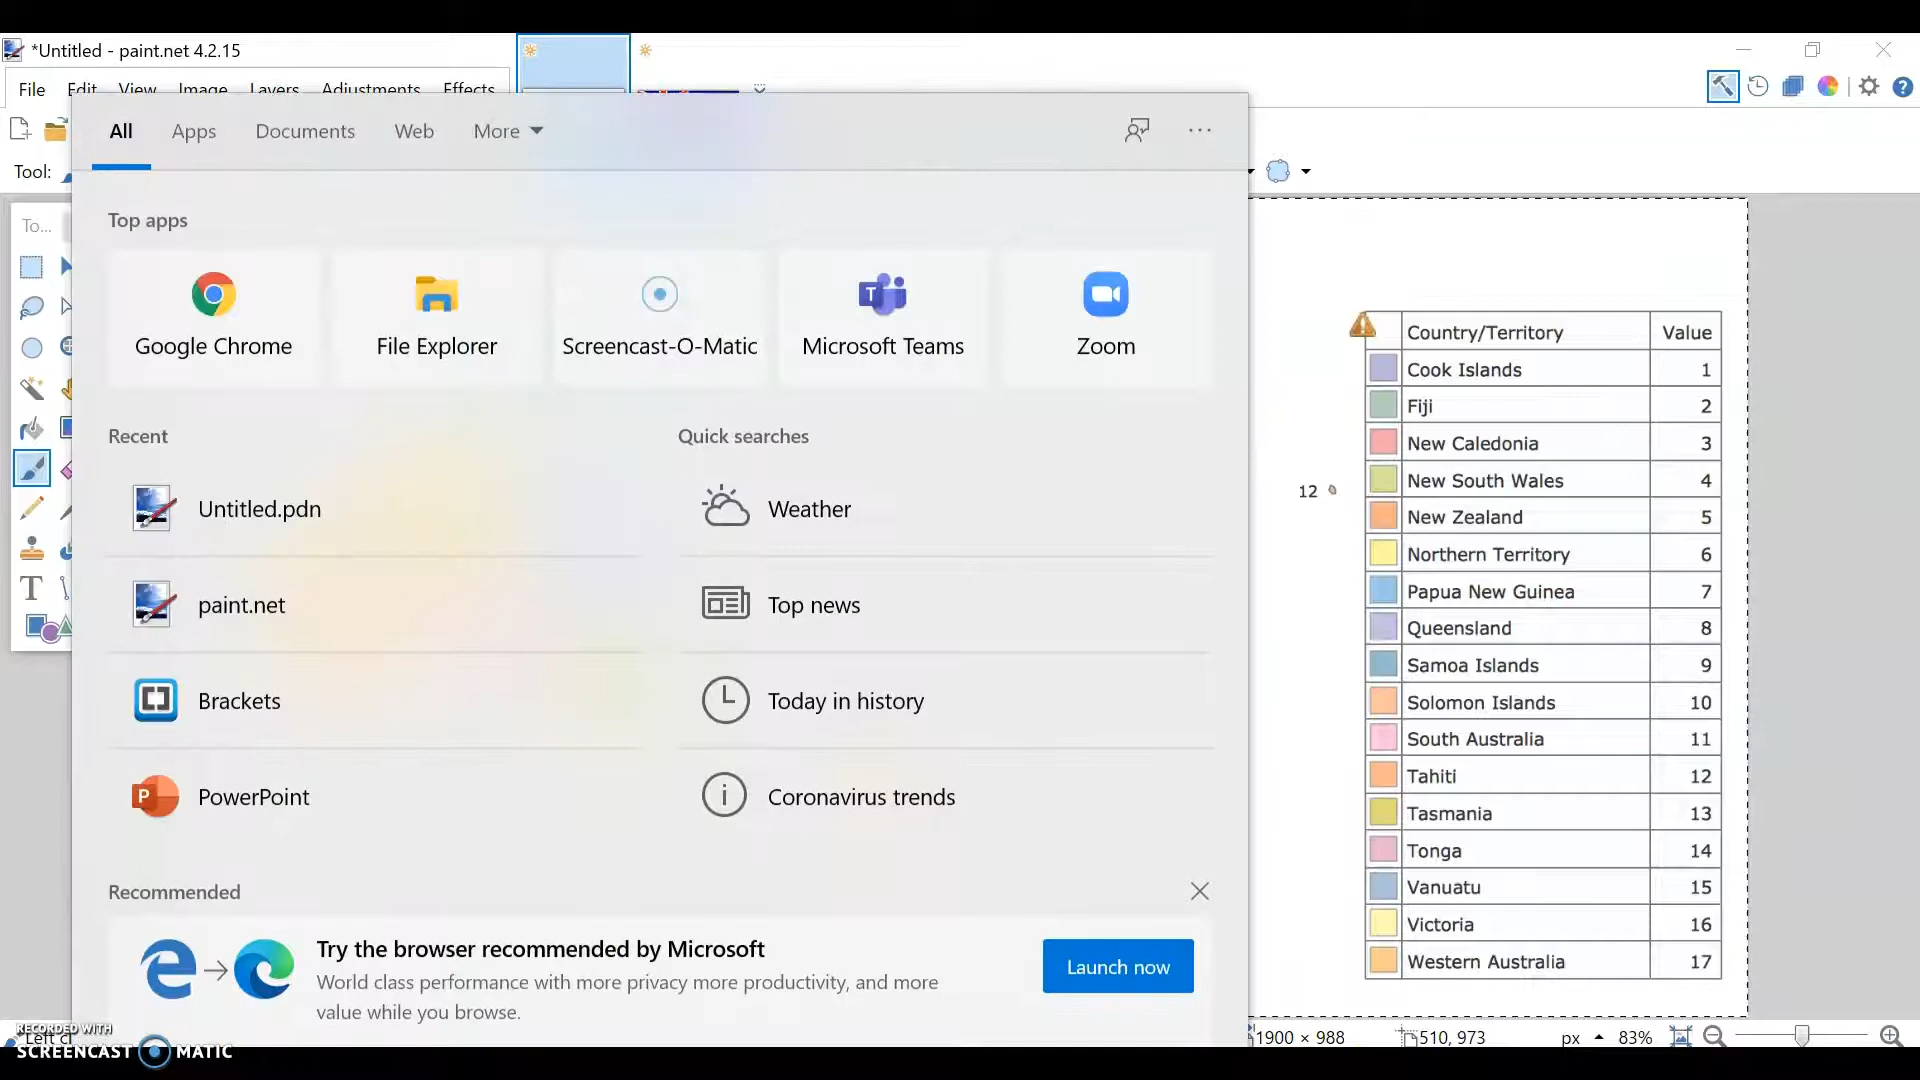 *Untitled - paint.net 4.2.15
File Edit View Image Layers Adjustments Effects
All Apps Documents Web More
Tool:
To...
Top apps
Google Chrome File Explorer Screencast-O-Matic Microsoft Teams Zoom
Recent
Untitled.pdn
paint.net
Brackets
PowerPoint
Quick searches
Weather
Top news
Today in history
Coronavirus trends
Recommended
Try the browser recommended by Microsoft
World class performance with more privacy more productivity, and more
value while you browse.
Launch now
12
Country/Territory Value
Cook Islands 1
Fiji 2
New Caledonia 3
New South Wales 4
New Zealand 5
Northern Territory 6
Papua New Guinea 7
Queensland 8
Samoa Islands 9
Solomon Islands 10
South Australia 11
Tahiti 12
Tasmania 13
Tonga 14
Vanuatu 15
Victoria 16
Western Australia 17
RECORDED WITH
SCREENCAST MATIC
1900 × 988 510, 973 px 83%